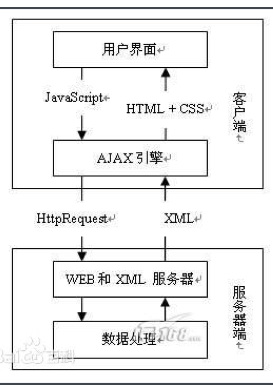 用户界面
JavaScript
HTML + CSS
客户端
AJAX 引擎
HttpRequest
XML
WEB 和 XML 服务器
服务器端
数据处理